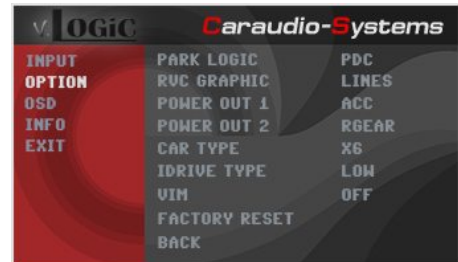 v.LOGiC Caraudio-Systems
INPUT
OPTION
OSD
INFO
EXIT
PARK LOGIC PDC
RVC GRAPHIC LINES
POWER OUT 1 ACC
POWER OUT 2 RGEAR
CAR TYPE X6
IDRIVE TYPE LOW
VIM OFF
FACTORY RESET
BACK